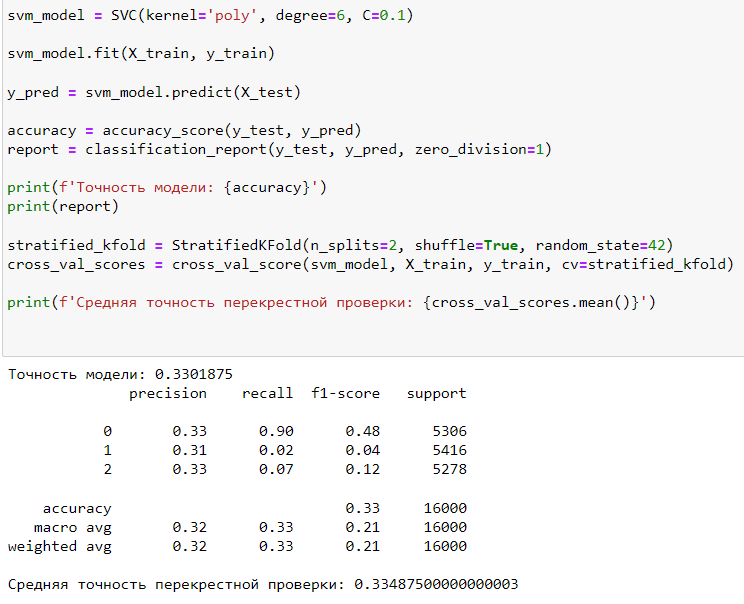 svm_model = SVC(kernel='poly', degree=6, C=0.1)
svm_model.fit(X_train, y_train)
y_pred = svm_model.predict(X_test)
accuracy = accuracy_score(y_test, y_pred)
report = classification_report(y_test, y_pred, zero_division=1)
print(f'Точность модели: {accuracy}')
print(report)
stratified_kfold = StratifiedKFold(n_splits=2, shuffle=True, random_state=42)
cross_val_scores = cross_val_score(svm_model, X_train, y_train, cv=stratified_kfold)
print(f'Средняя точность перекрестной проверки: {cross_val_scores.mean()}')
Точность модели: 0.3301875
precision recall f1-score support
0 0.33 0.90 0.48 5306
1 0.31 0.02 0.04 5416
2 0.33 0.07 0.12 5278
accuracy 0.33 16000
macro avg 0.32 0.33 0.21 16000
weighted avg 0.32 0.33 0.21 16000
Средняя точность перекрестной проверки: 0.33487500000000003